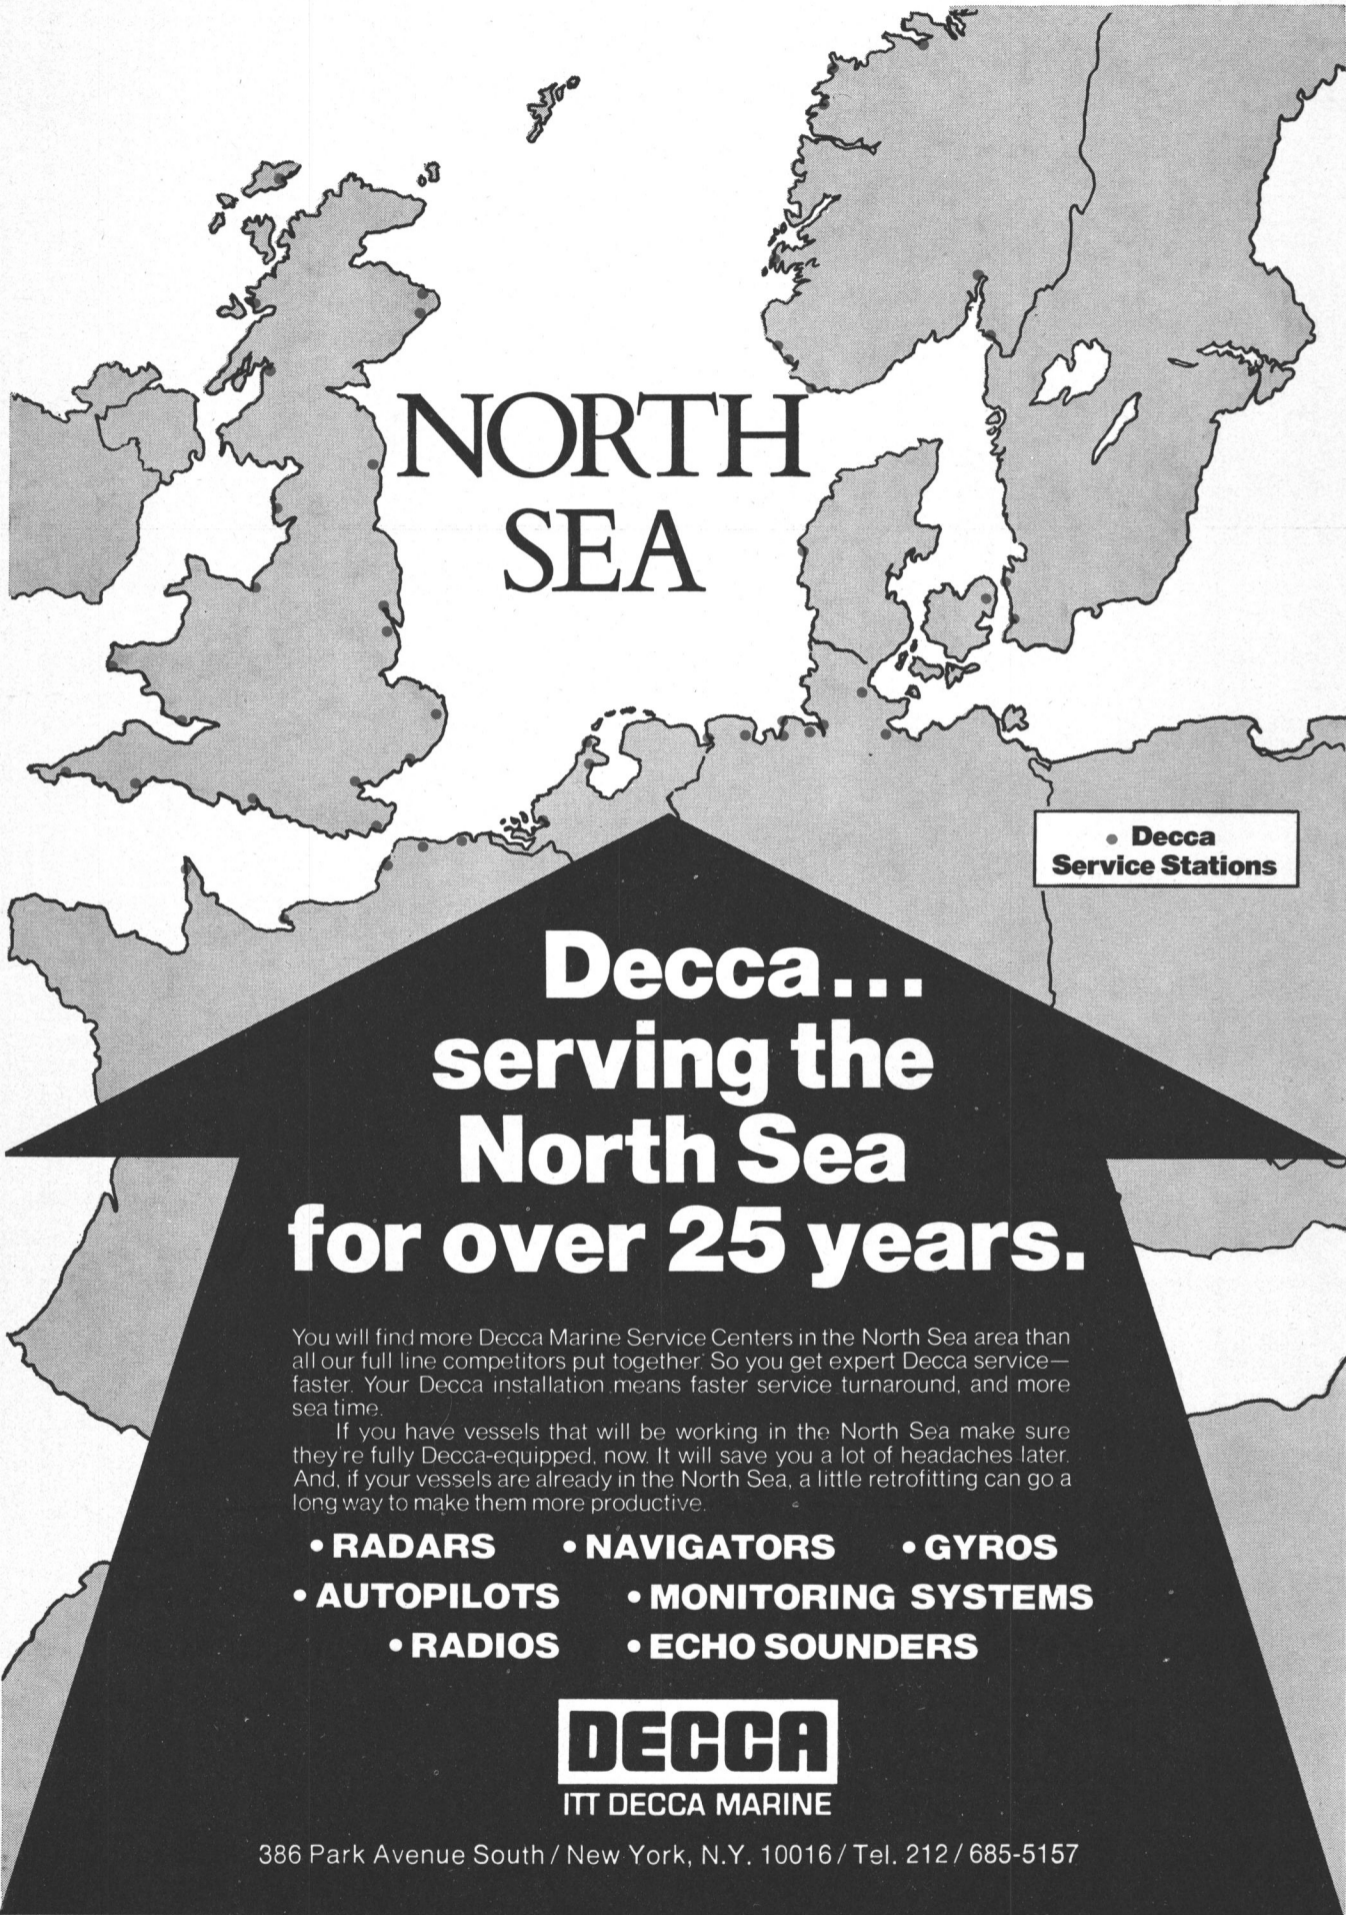 NORTH
SEA
• Decca
Service Stations
Decca...
serving the
North Sea
for over 25 years.
You will find more Decca Marine Service Centers in the North Sea area than
all our full line competitors put together. So you get expert Decca service—
faster. Your Decca installation means faster service turnaround, and more
sea time.
If you have vessels that will be working in the North Sea make sure
they're fully Decca-equipped, now. It will save you a lot of headaches later.
And, if your vessels are already in the North Sea, a little retrofitting can go a
long way to make them more productive.
• RADARS • NAVIGATORS • GYROS
• AUTOPILOTS • MONITORING SYSTEMS
• RADIOS • ECHO SOUNDERS
DECCA
ITT DECCA MARINE
386 Park Avenue South / New York, N.Y. 10016 / Tel. 212 / 685-5157